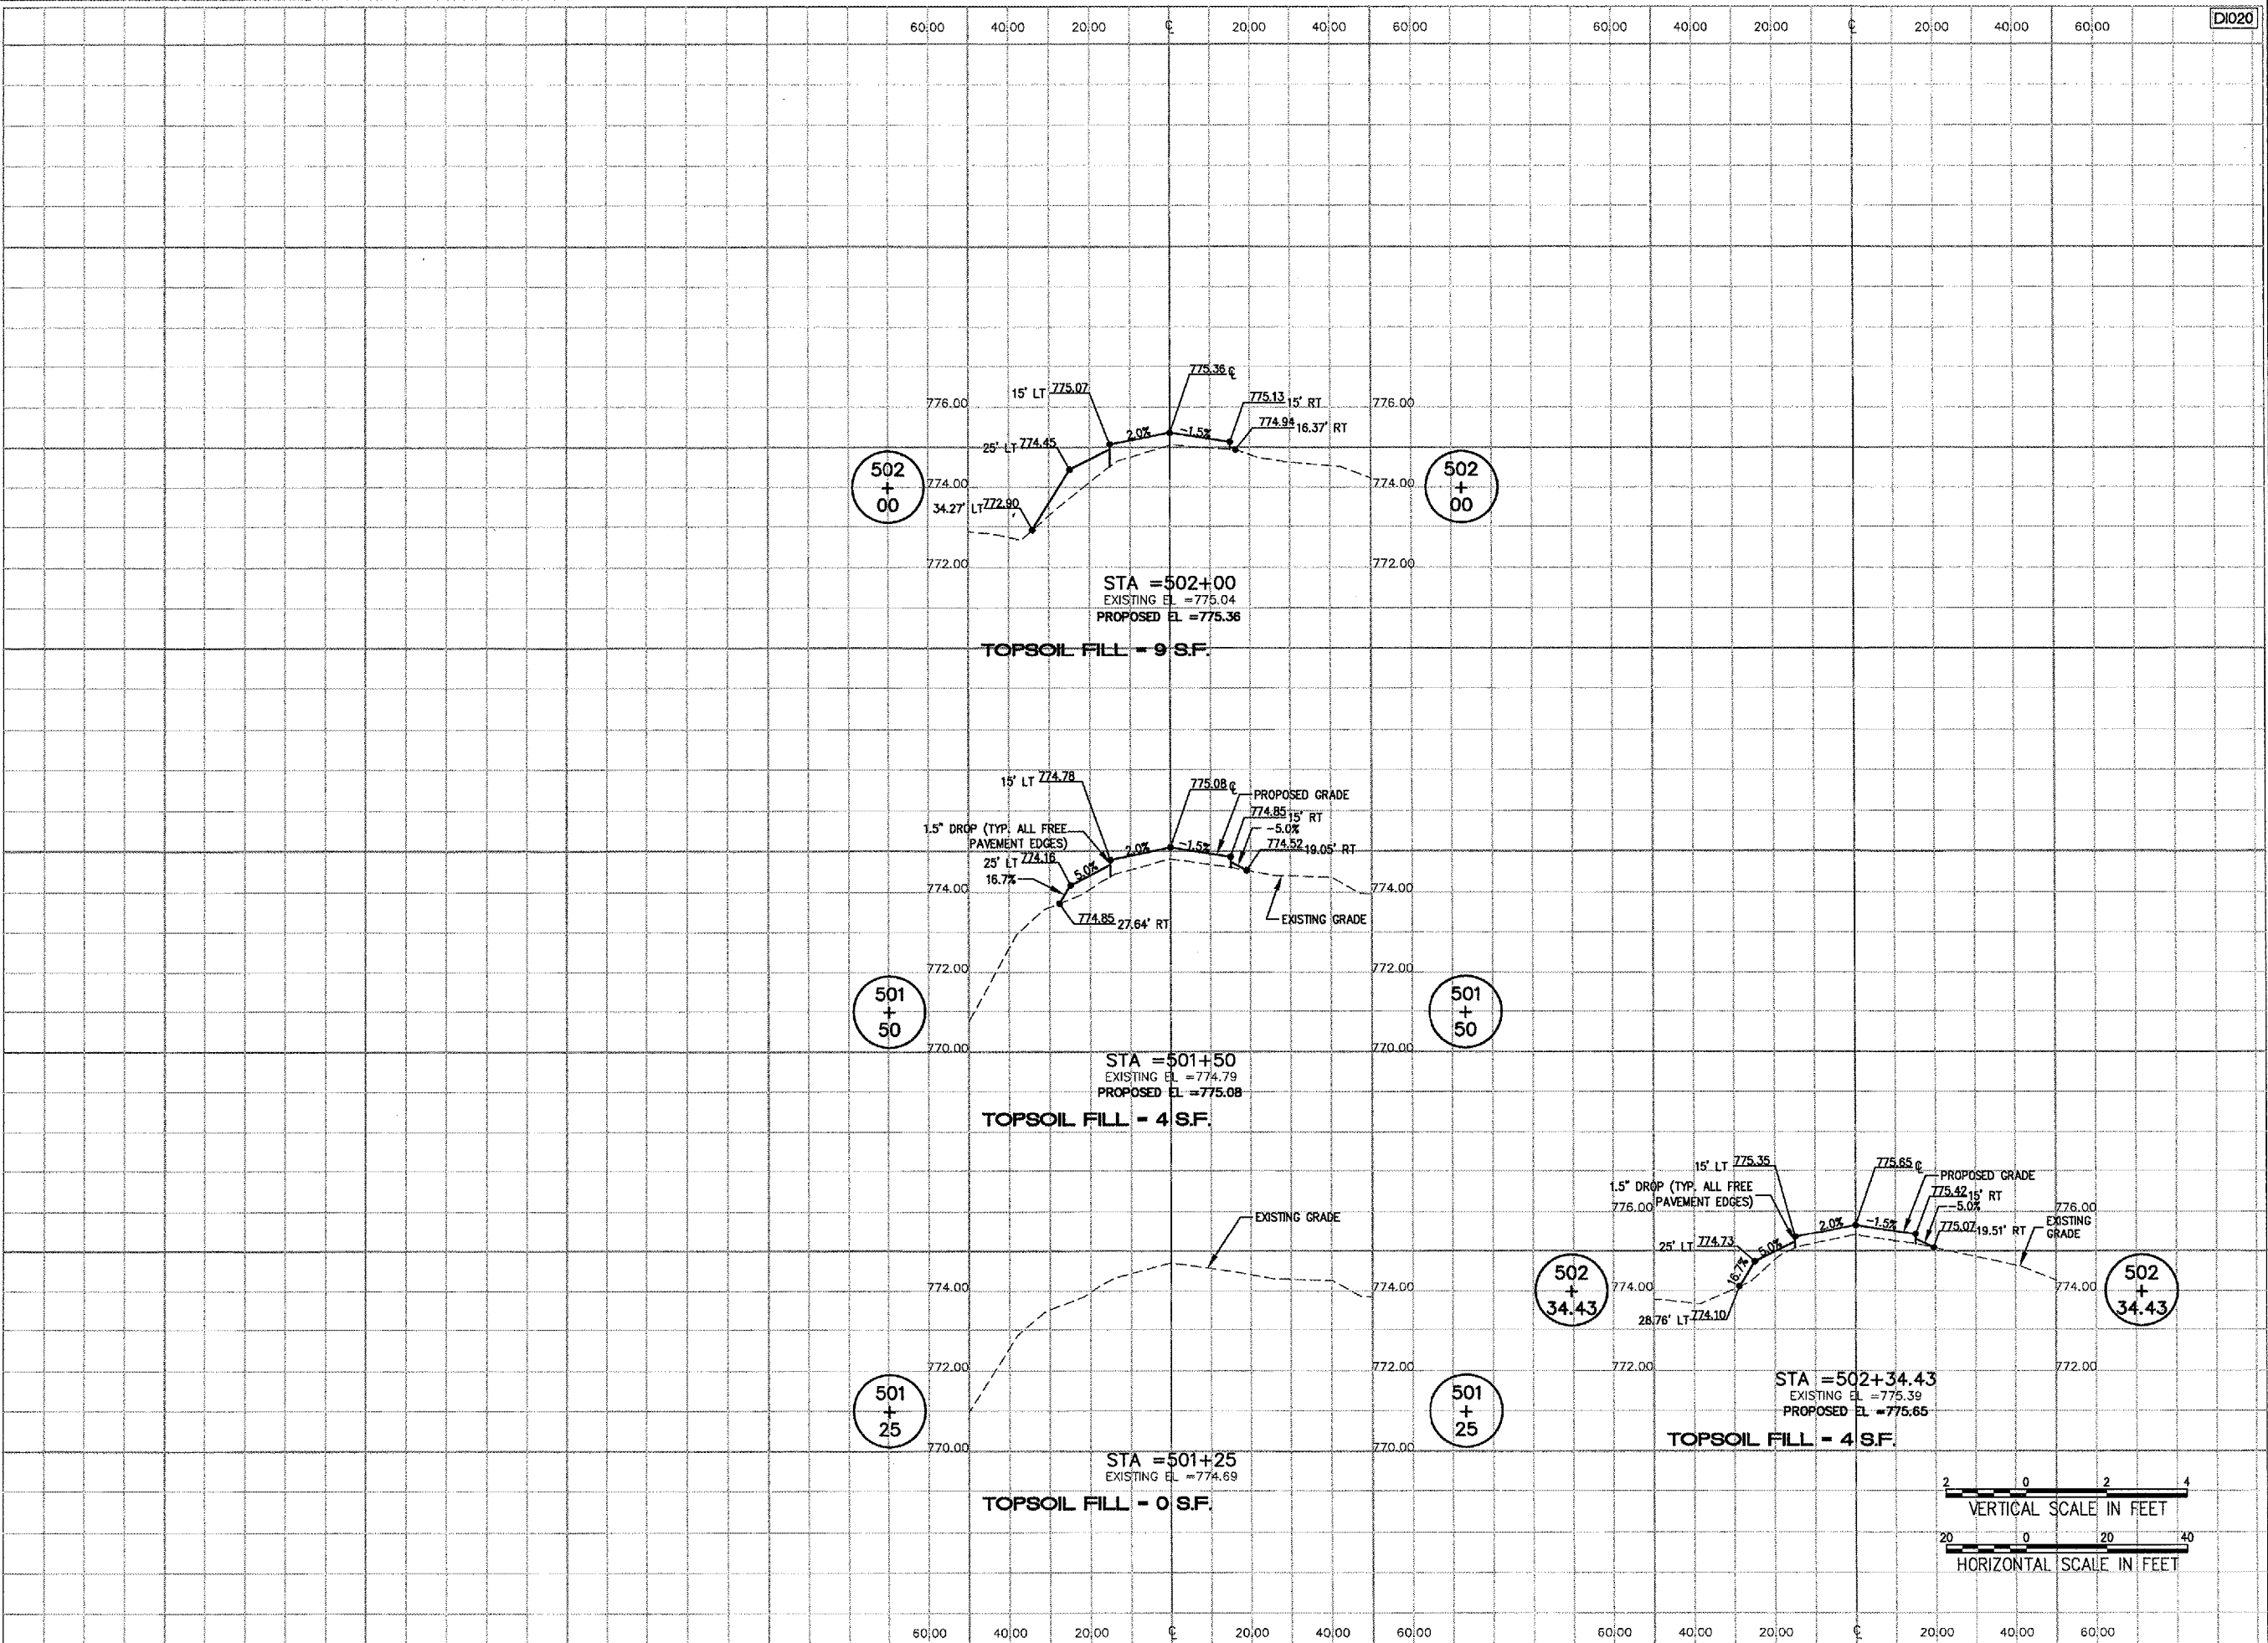 DI020
60.00 40.00 20.00 ℄ 20.00 40.00 60.00
60.00 40.00 20.00 ℄ 20.00 40.00 60.00
775.36 ℄
15' LT 775.07
775.13 15' RT
776.00
776.00
774.94 16.37' RT
2.0%
-1.5%
25' LT 774.45
502
+
00
774.00
774.00
502
+
00
34.27' LT 772.90
772.00
772.00
STA =502+00
EXISTING EL =775.04
PROPOSED EL =775.36
TOPSOIL FILL - 9 S.F.
15' LT 774.78
775.08 ℄
PROPOSED GRADE
774.85 15' RT
-5.0%
1.5" DROP (TYP. ALL FREE
PAVEMENT EDGES)
2.0%
-1.5%
774.52 19.05' RT
25' LT 774.16
5.0%
16.7%
774.00
774.00
774.85 27.64' RT
EXISTING GRADE
772.00
772.00
501
+
50
501
+
50
770.00
770.00
STA =501+50
EXISTING EL =774.79
PROPOSED EL =775.08
TOPSOIL FILL - 4 S.F.
EXISTING GRADE
774.00
774.00
772.00
772.00
501
+
25
501
+
25
770.00
770.00
STA =501+25
EXISTING EL =774.69
TOPSOIL FILL - 0 S.F.
15' LT 775.35
775.65 ℄
PROPOSED GRADE
1.5" DROP (TYP. ALL FREE
PAVEMENT EDGES)
775.42 15' RT
-5.0%
776.00
776.00
2.0%
-1.5%
775.07 19.51' RT
EXISTING
GRADE
25' LT 774.73
5.0%
16.7%
502
+
34.43
774.00
774.00
502
+
34.43
28.76' LT 774.10
772.00
772.00
STA =502+34.43
EXISTING EL =775.39
PROPOSED EL =775.65
TOPSOIL FILL - 4 S.F.
2 0 2 4
VERTICAL SCALE IN FEET
20 0 20 40
HORIZONTAL SCALE IN FEET
60.00 40.00 20.00 ℄ 20.00 40.00 60.00
60.00 40.00 20.00 ℄ 20.00 40.00 60.00